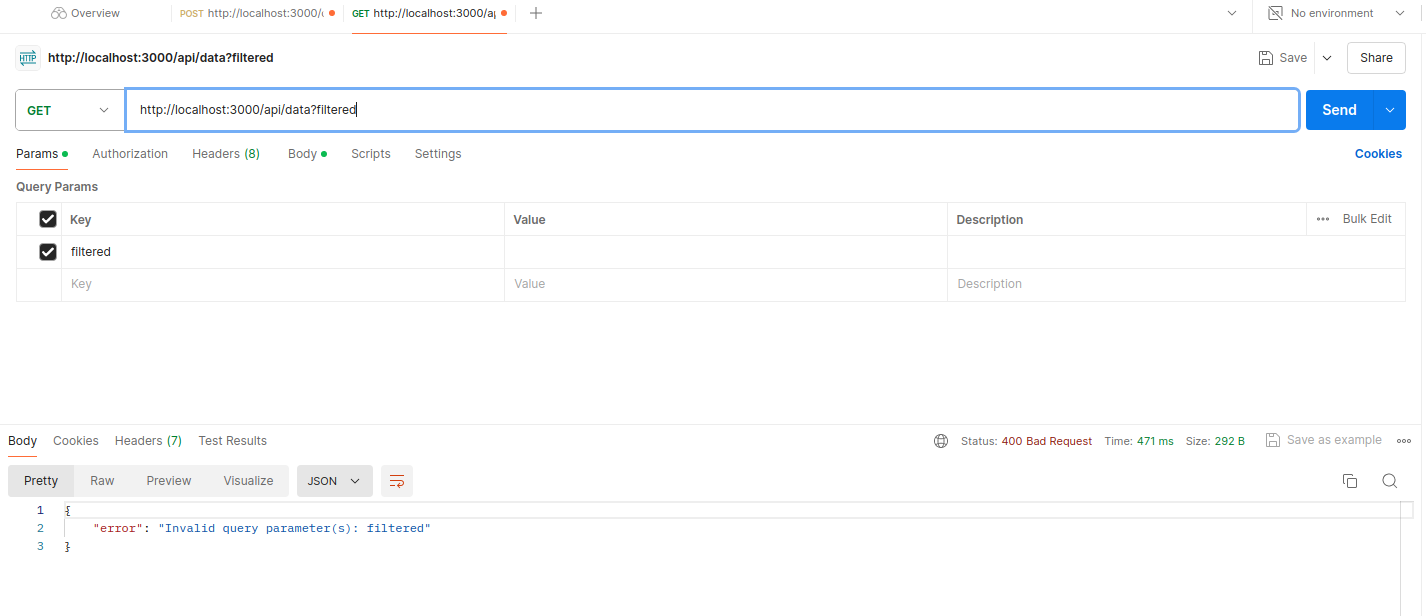 Overview POST http://localhost:3000/ GET http://localhost:3000/a No environment
HTTP http://localhost:3000/api/data?filtered Save Share
GET http://localhost:3000/api/data?filtered Send
Params Authorization Headers (8) Body Scripts Settings Cookies
Query Params
Key Value Description Bulk Edit
filtered
Key Value Description
Body Cookies Headers (7) Test Results Status: 400 Bad Request Time: 471 ms Size: 292 B Save as example
Pretty Raw Preview Visualize JSON
1 {
2 "error": "Invalid query parameter(s): filtered"
3 }